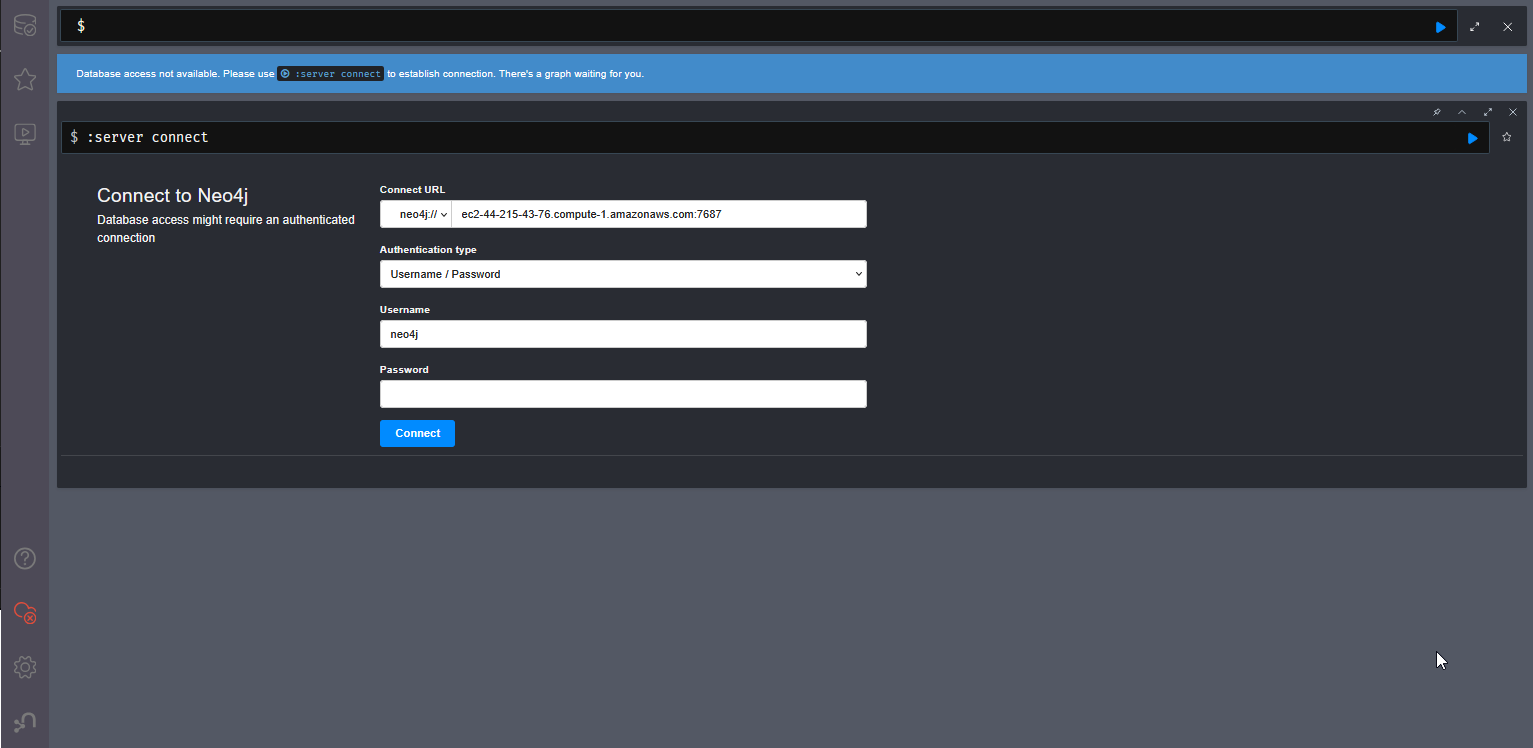 $
Database access not available. Please use :server connect to establish connection. There's a graph waiting for you.
$ :server connect
Connect to Neo4j
Database access might require an authenticated
connection
Connect URL
neo4j:// ec2-44-215-43-76.compute-1.amazonaws.com:7687
Authentication type
Username / Password
Username
neo4j
Password
Connect